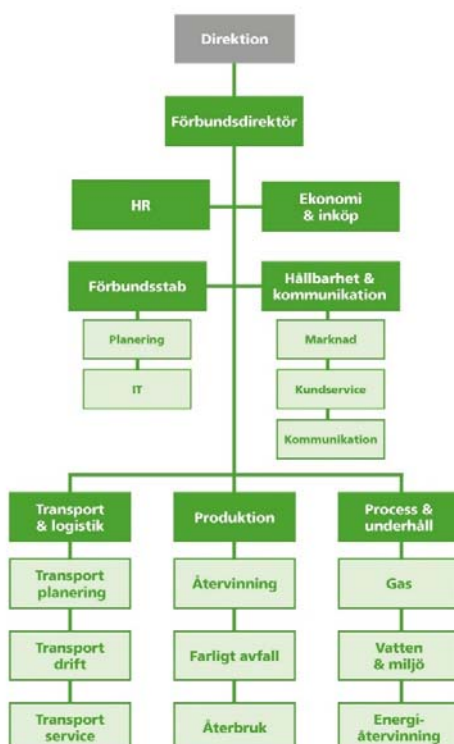 Direktion
Förbundsdirektör
HR
Ekonomi
& inköp
Förbundsstab
Hållbarhet &
kommunikation
Planering
Marknad
IT
Kundservice
Kommunikation
Transport
& logistik
Produktion
Process &
underhåll
Transport
planering
Återvinning
Gas
Transport
drift
Farligt avfall
Vatten
& miljö
Transport
service
Återbruk
Energi-
återvinning